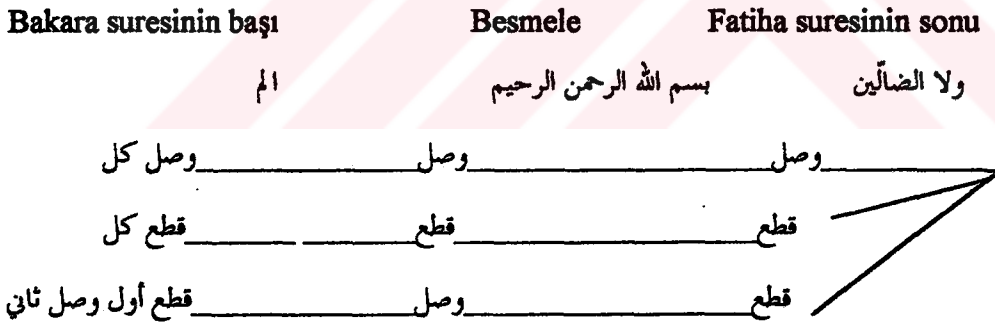 Bakara suresinin başı Besmele Fatiha suresinin sonu
ولا الضالّين بسم الله الرحمن الرحيم الم
وصل وصل وصل كل
قطع قطع قطع كل
قطع وصل قطع أول وصل ثاني